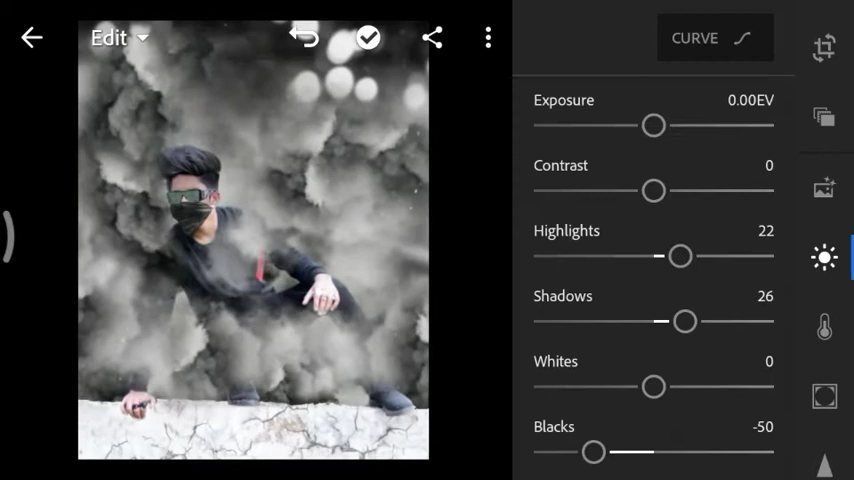 Edit
CURVE
Exposure 0.00EV
Contrast 0
Highlights 22
Shadows 26
Whites 0
Blacks -50